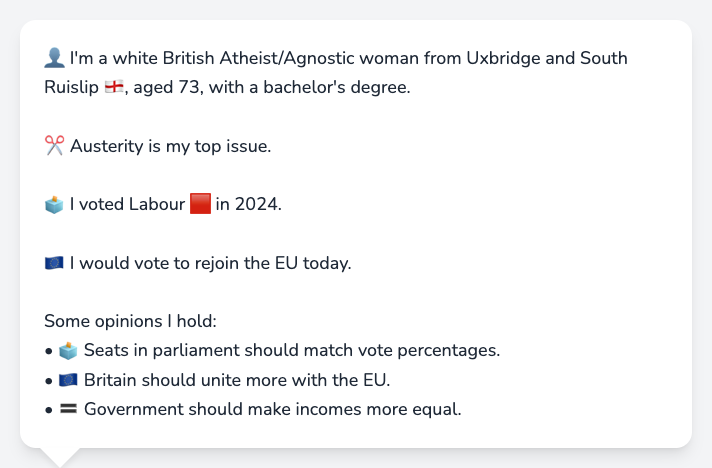 👤 I'm a white British Atheist/Agnostic woman from Uxbridge and South
Ruislip 🏴󠁧󠁢󠁥󠁮󠁧󠁿, aged 73, with a bachelor's degree.
✂️ Austerity is my top issue.
🗳️ I voted Labour 🟥 in 2024.
🇪🇺 I would vote to rejoin the EU today.
Some opinions I hold:
• 🗳️ Seats in parliament should match vote percentages.
• 🇪🇺 Britain should unite more with the EU.
• 🟰 Government should make incomes more equal.